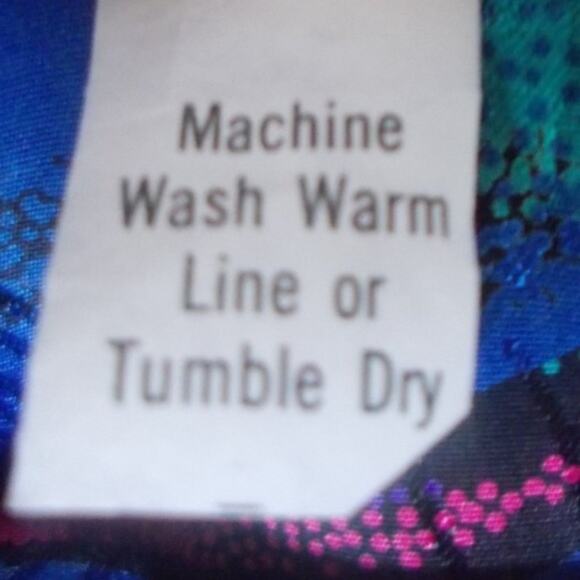 Machine
Wash Warm
Line or
Tumble Dry